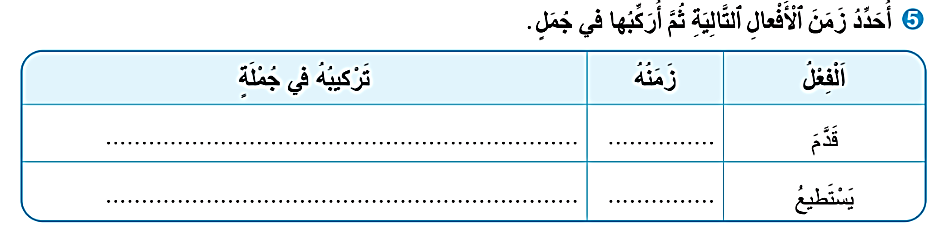 5 أُحَدِّدُ زَمَنَ ٱلْأَفْعالِ ٱلتَّالِيَةِ ثُمَّ أُرَكِّبُها في جُمَلٍ.
اَلْفِعْلُ زَمَنُهُ تَرْكيبُهُ في جُمْلَةٍ
قَدَّمَ ............... ..................................................................
يَسْتَطيعُ ............... ..................................................................